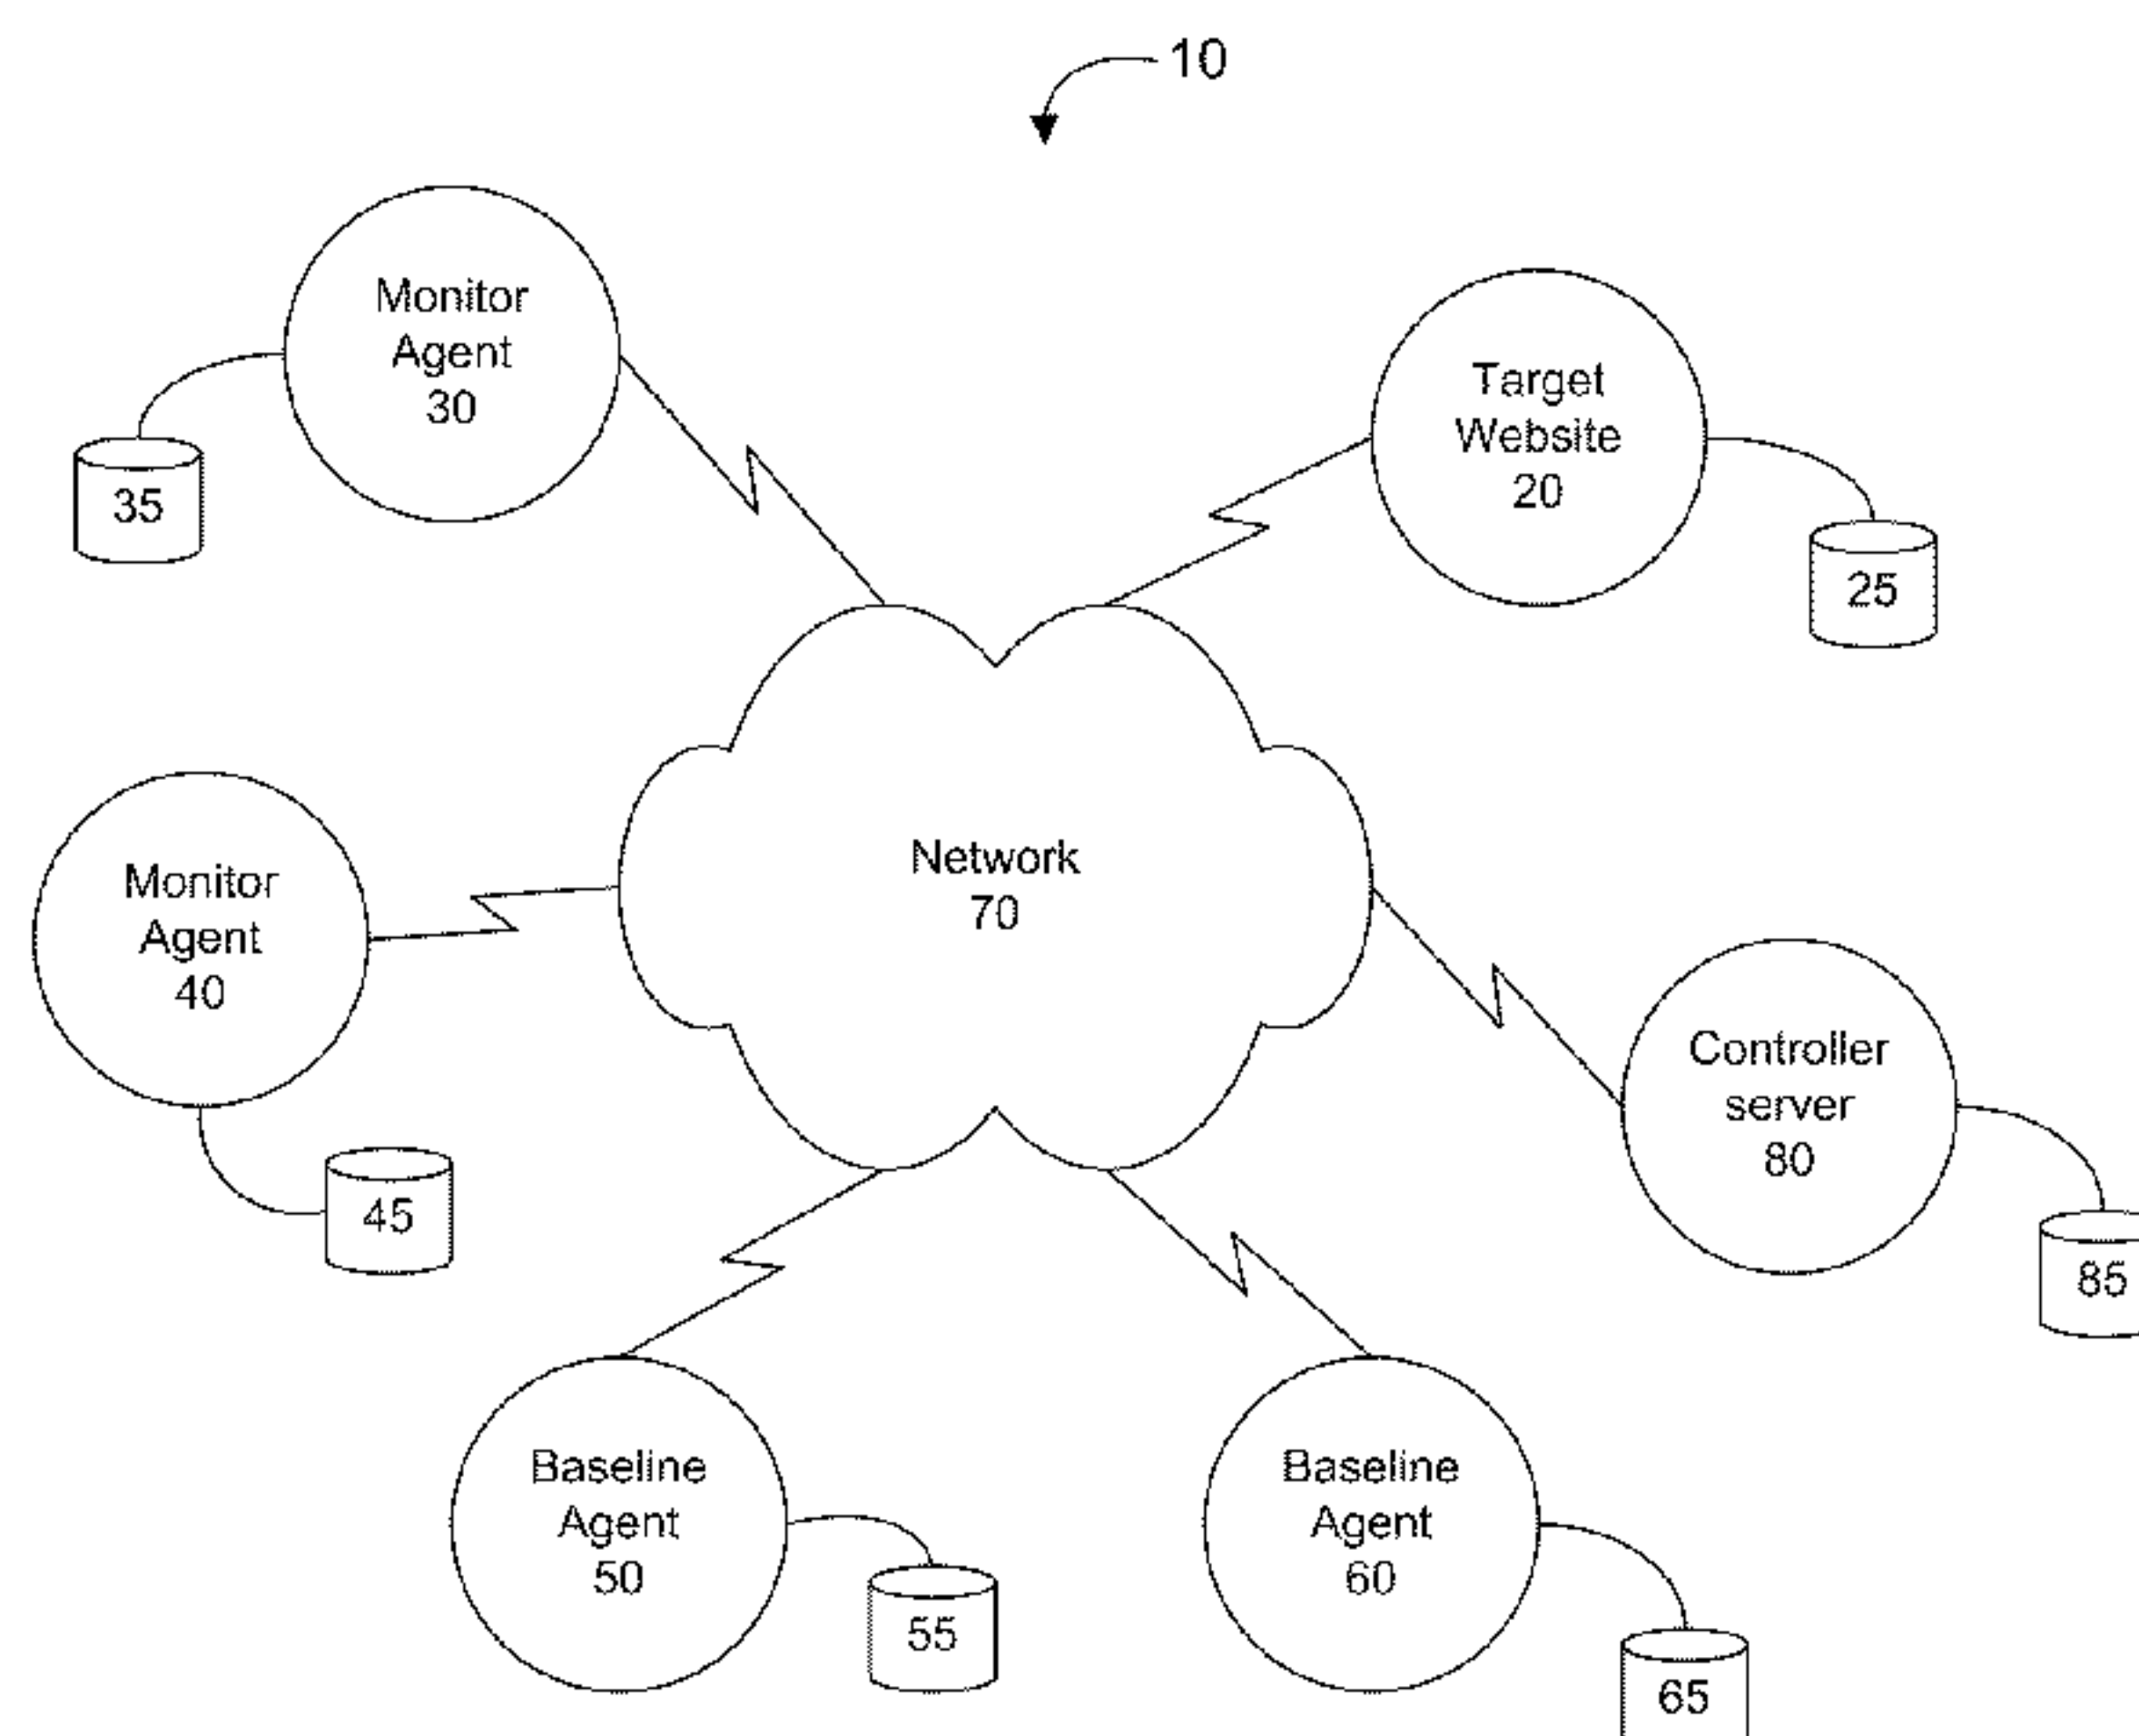 10
Monitor
Agent
30
35
Target
Website
20
25
Network
70
Monitor
Agent
40
45
Controller
server
80
85
Baseline
Agent
50
55
Baseline
Agent
60
65